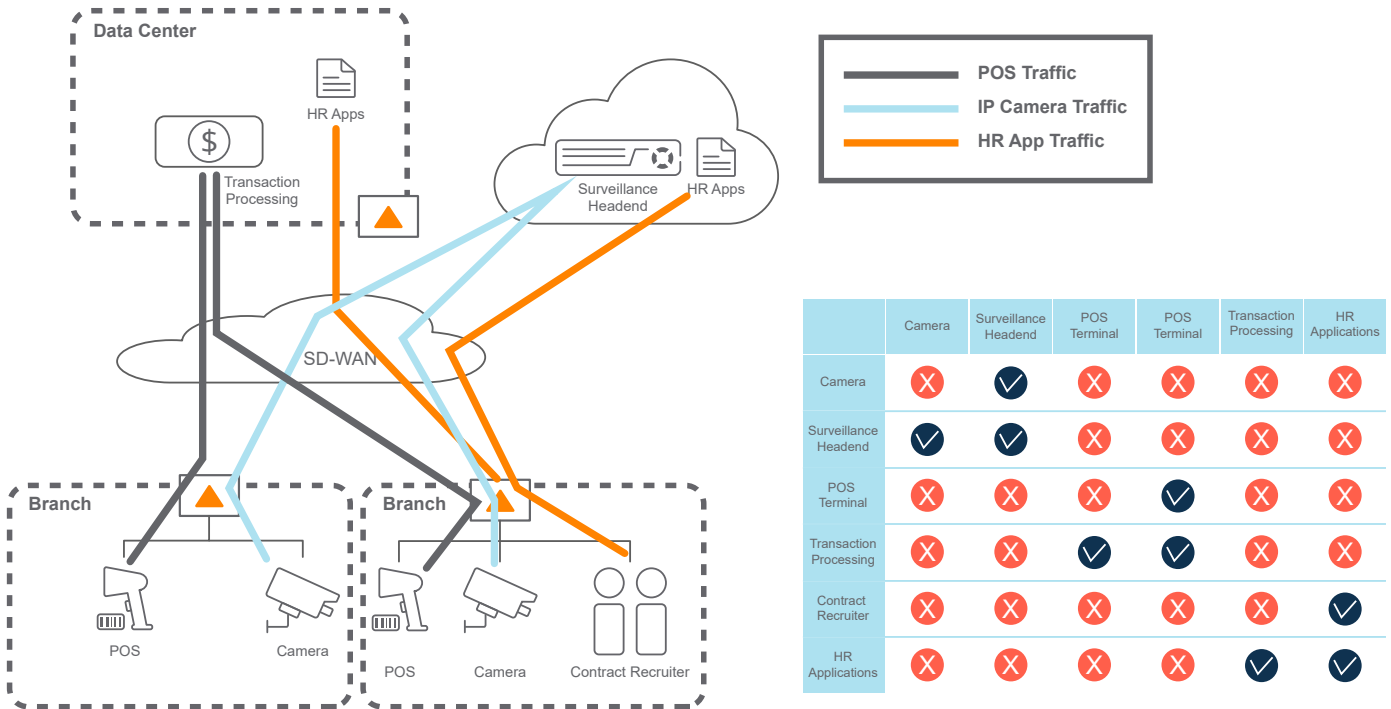 Data Center
HR Apps
$
Transaction
Processing
Surveillance
Headend
HR Apps
SD-WAN
Branch
POS
Camera
Branch
POS
Camera
Contract Recruiter
POS Traffic
IP Camera Traffic
HR App Traffic
Camera
Surveillance
Headend
POS
Terminal
POS
Terminal
Transaction
Processing
HR
Applications
Camera
X X X X X
Surveillance
Headend
X X X X
POS
Terminal
X X X X X
Transaction
Processing
X X X X
Contract
Recruiter
X X X X X
HR
Applications
X X X X